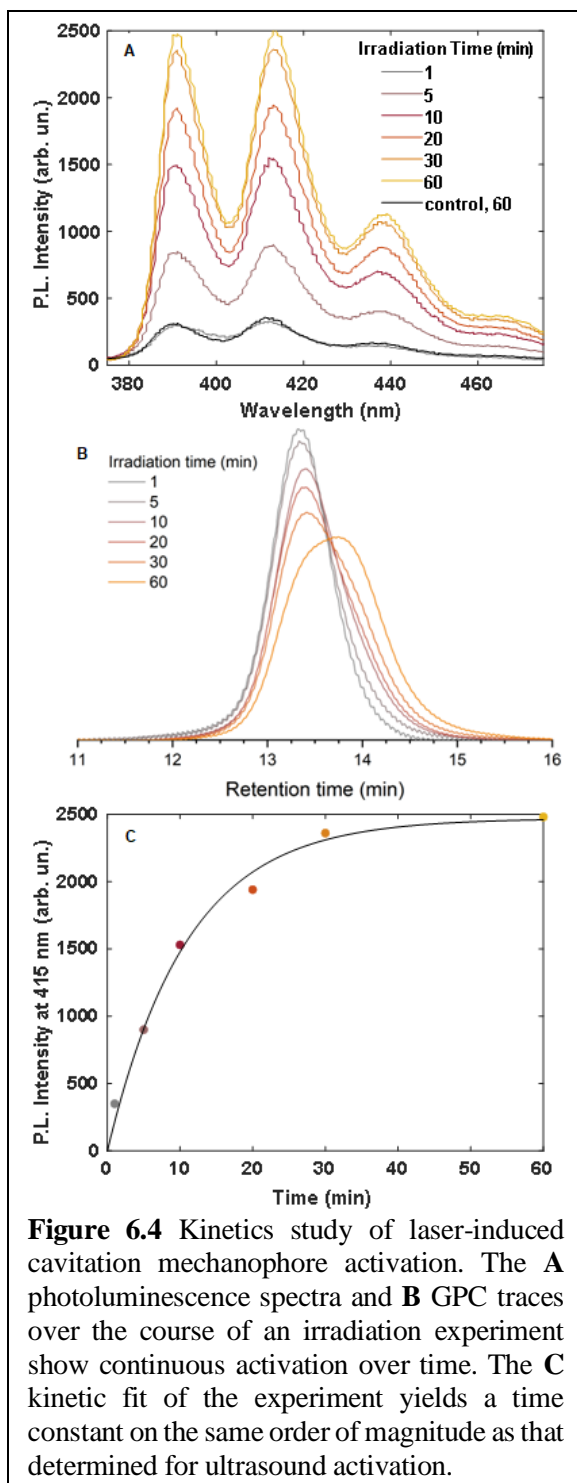 A
Irradiation Time (min)
1
5
10
20
30
60
control, 60
2500
2000
1500
1000
500
0
P.L. Intensity (arb. un.)
380 400 420 440 460
Wavelength (nm)
B
Irradiation time (min)
1
5
10
20
30
60
11 12 13 14 15 16
Retention time (min)
C
2500
2000
1500
1000
500
0
P.L. Intensity at 415 nm (arb. un.)
0 10 20 30 40 50 60
Time (min)
Figure 6.4 Kinetics study of laser-induced
cavitation mechanophore activation. The A
photoluminescence spectra and B GPC traces
over the course of an irradiation experiment
show continuous activation over time. The C
kinetic fit of the experiment yields a time
constant on the same order of magnitude as that
determined for ultrasound activation.